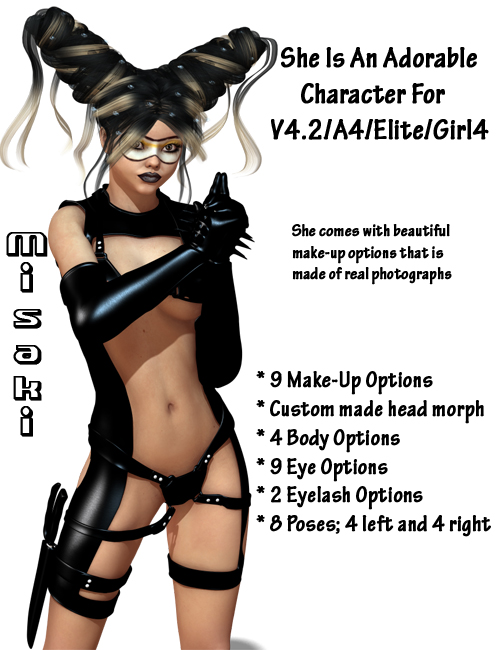 She Is An Adorable
Character For
V4.2/A4/Elite/Girl4
She comes with beautiful
make-up options that is
made of real photographs
Misaki
* 9 Make-Up Options
* Custom made head morph
* 4 Body Options
* 9 Eye Options
* 2 Eyelash Options
* 8 Poses; 4 left and 4 right